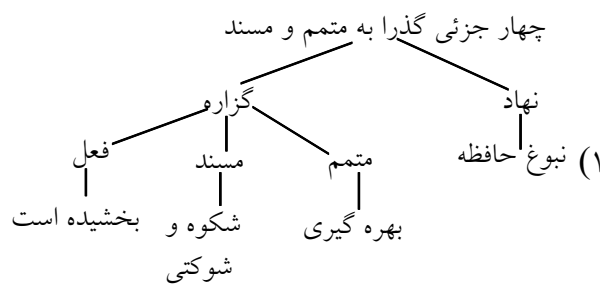 چهار جزئی گذرا به متمم و مسند
نهاد گزاره
۱) نبوغ حافظه متمم مسند فعل
بهره گیری شکوه و بخشیده است
شوکتی